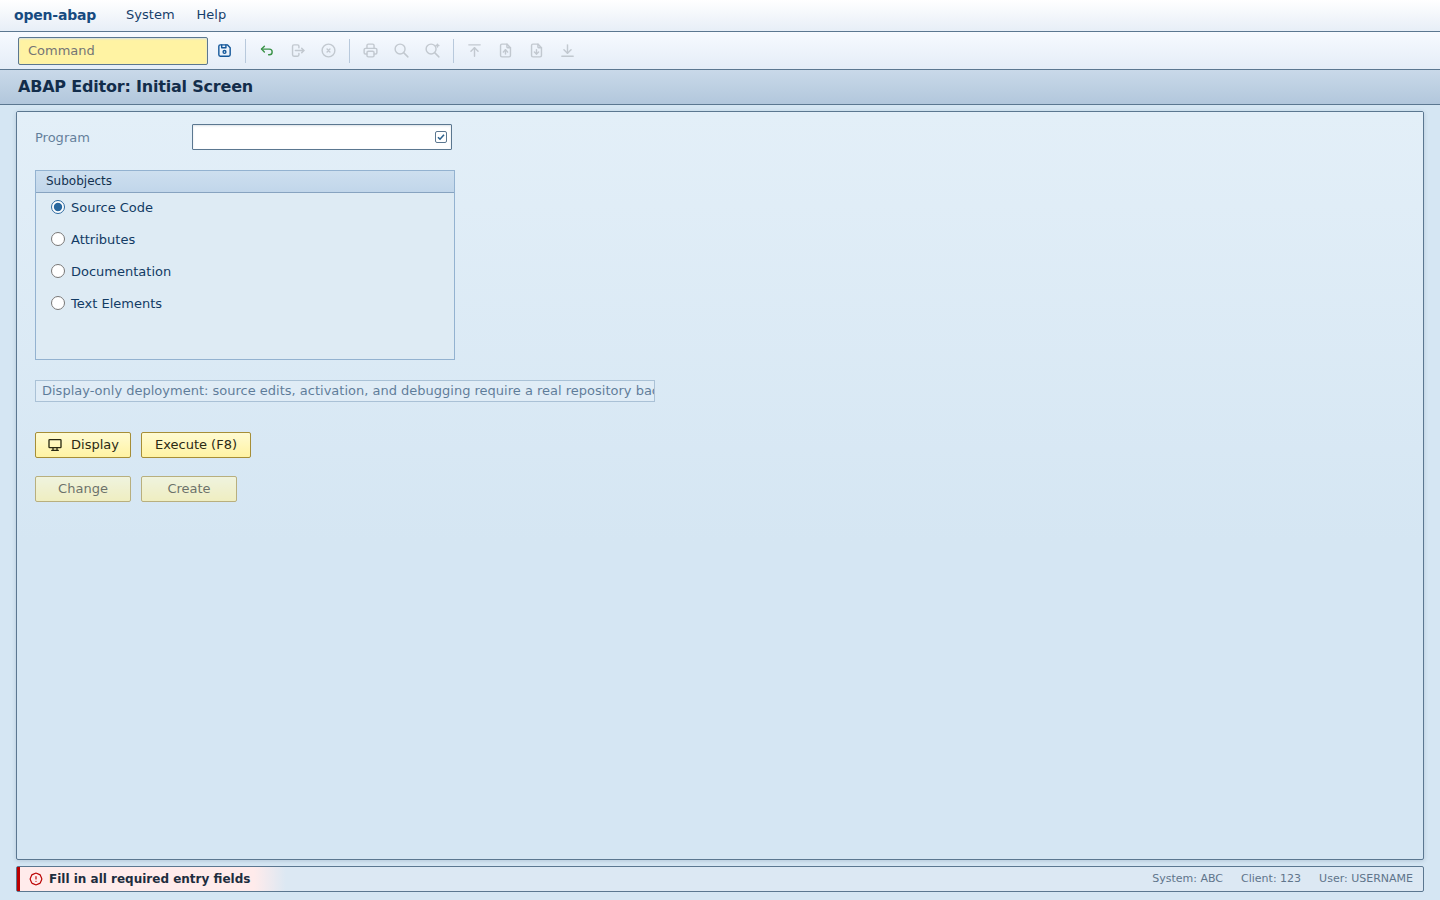 open-abap System Help
Command
ABAP Editor: Initial Screen
Program
Subobjects
Source Code
Attributes
Documentation
Text Elements
Display-only deployment: source edits, activation, and debugging require a real repository
Display Execute (F8)
Change Create
Fill in all required entry fields System: ABC Client: 123 User: USERNAME